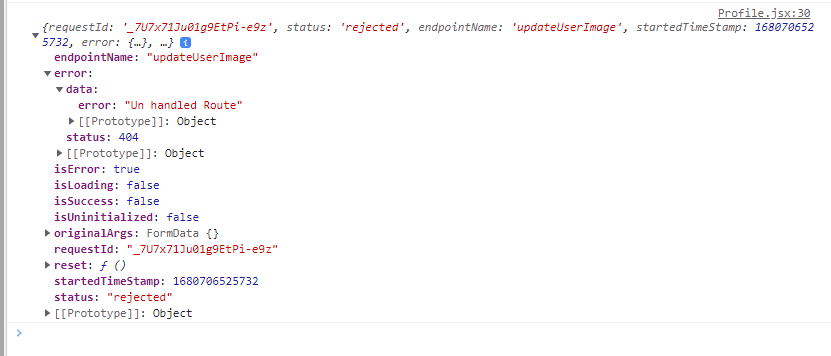 Profile.jsx:30
{requestId: '_7U7x71Ju01g9EtPi-e9z', status: 'rejected', endpointName: 'updateUserImage', startedTimeStamp: 168070652
5732, error: {…}, …} i
endpointName: "updateUserImage"
error:
data:
error: "Un handled Route"
[[Prototype]]: Object
status: 404
[[Prototype]]: Object
isError: true
isLoading: false
isSuccess: false
isUninitialized: false
originalArgs: FormData {}
requestId: "_7U7x71Ju01g9EtPi-e9z"
reset: ƒ ()
startedTimeStamp: 1680706525732
status: "rejected"
[[Prototype]]: Object